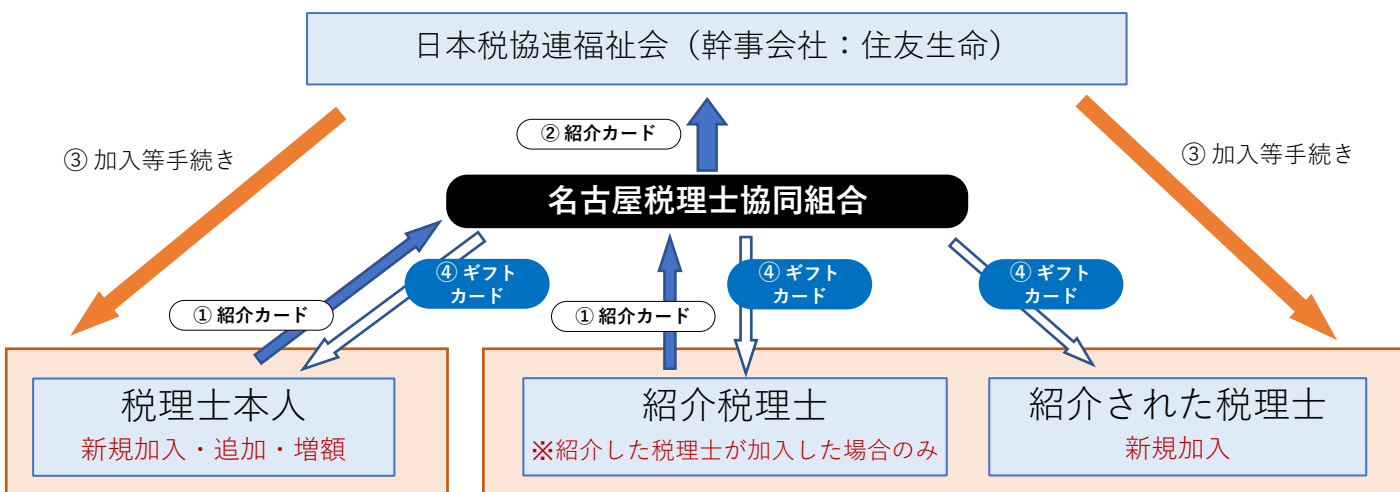 日本税協連福祉会（幹事会社：住友生命）
② 紹介カード
③ 加入等手続き
③ 加入等手続き
名古屋税理士協同組合
④ ギフト
カード
④ ギフト
カード
④ ギフト
カード
① 紹介カード
① 紹介カード
税理士本人
新規加入・追加・増額
紹介税理士
※紹介した税理士が加入した場合のみ
紹介された税理士
新規加入